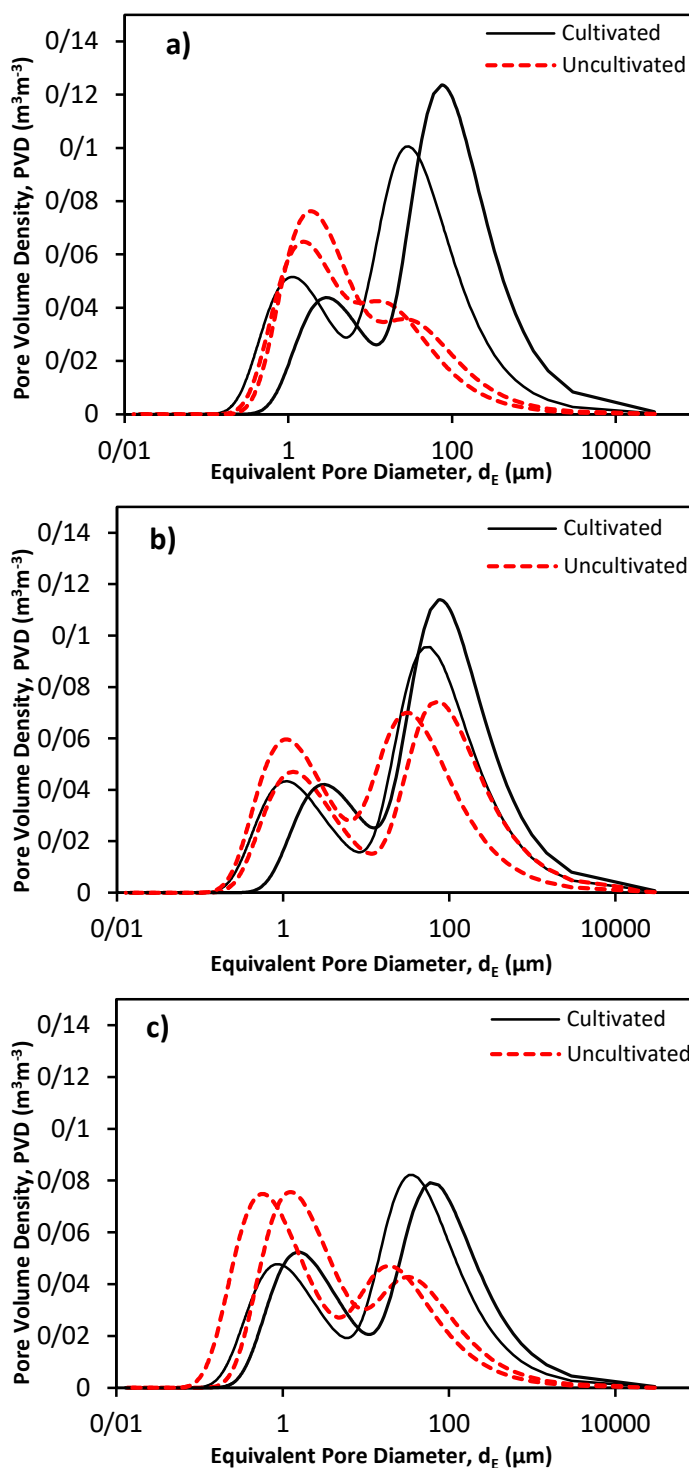 a)
Cultivated
Uncultivated
Pore Volume Density, PVD (m³m⁻³)
0/14
0/12
0/1
0/08
0/06
0/04
0/02
0
0/01 1 100 10000
Equivalent Pore Diameter, dE (µm)
b)
Cultivated
Uncultivated
Pore Volume Density, PVD (m³m⁻³)
0/14
0/12
0/1
0/08
0/06
0/04
0/02
0
0/01 1 100 10000
Equivalent Pore Diameter, dE (µm)
c)
Cultivated
Uncultivated
Pore Volume Density, PVD (m³m⁻³)
0/14
0/12
0/1
0/08
0/06
0/04
0/02
0
0/01 1 100 10000
Equivalent Pore Diameter, dE (µm)